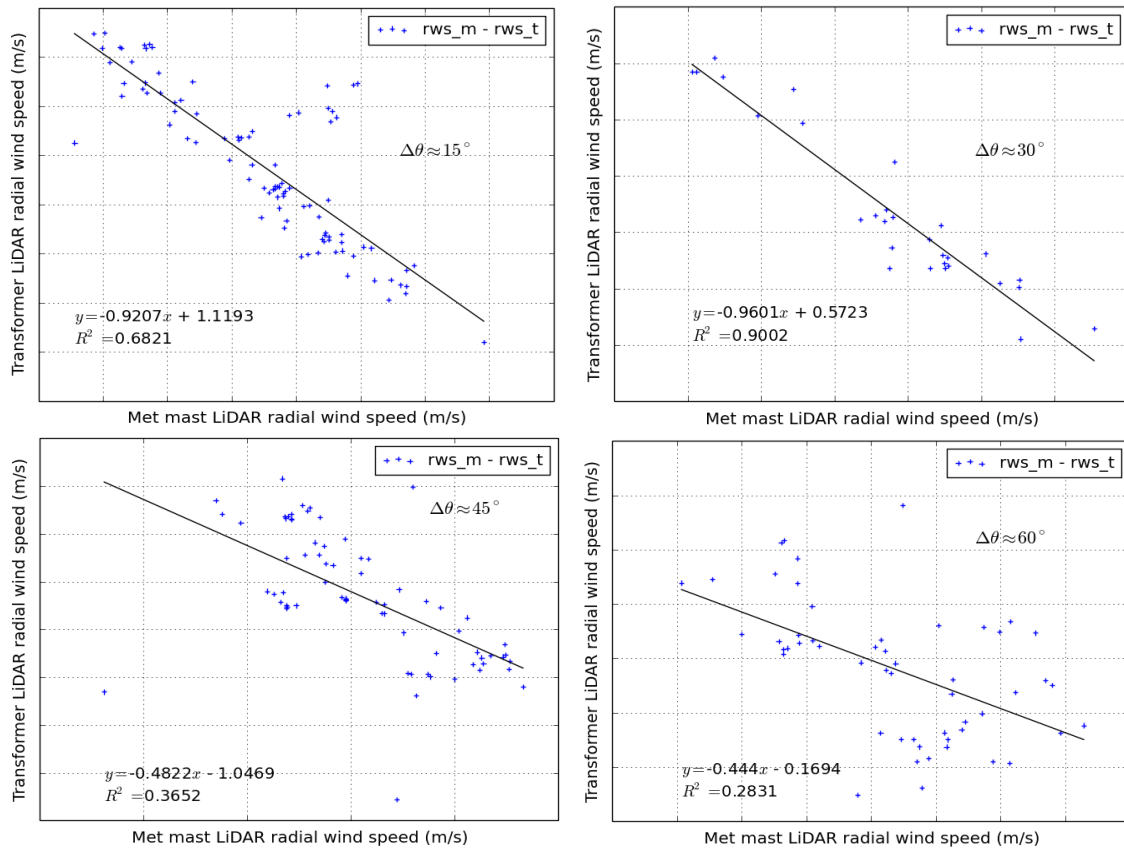 rws_m - rws_t
Δθ≈15°
y=-0.9207x + 1.1193
R² =0.6821
Transformer LiDAR radial wind speed (m/s)
Met mast LiDAR radial wind speed (m/s)
rws_m - rws_t
Δθ≈30°
y=-0.9601x + 0.5723
R² =0.9002
Transformer LiDAR radial wind speed (m/s)
Met mast LiDAR radial wind speed (m/s)
rws_m - rws_t
Δθ≈45°
y=-0.4822x - 1.0469
R² =0.3652
Transformer LiDAR radial wind speed (m/s)
Met mast LiDAR radial wind speed (m/s)
rws_m - rws_t
Δθ≈60°
y=-0.444x - 0.1694
R² =0.2831
Transformer LiDAR radial wind speed (m/s)
Met mast LiDAR radial wind speed (m/s)